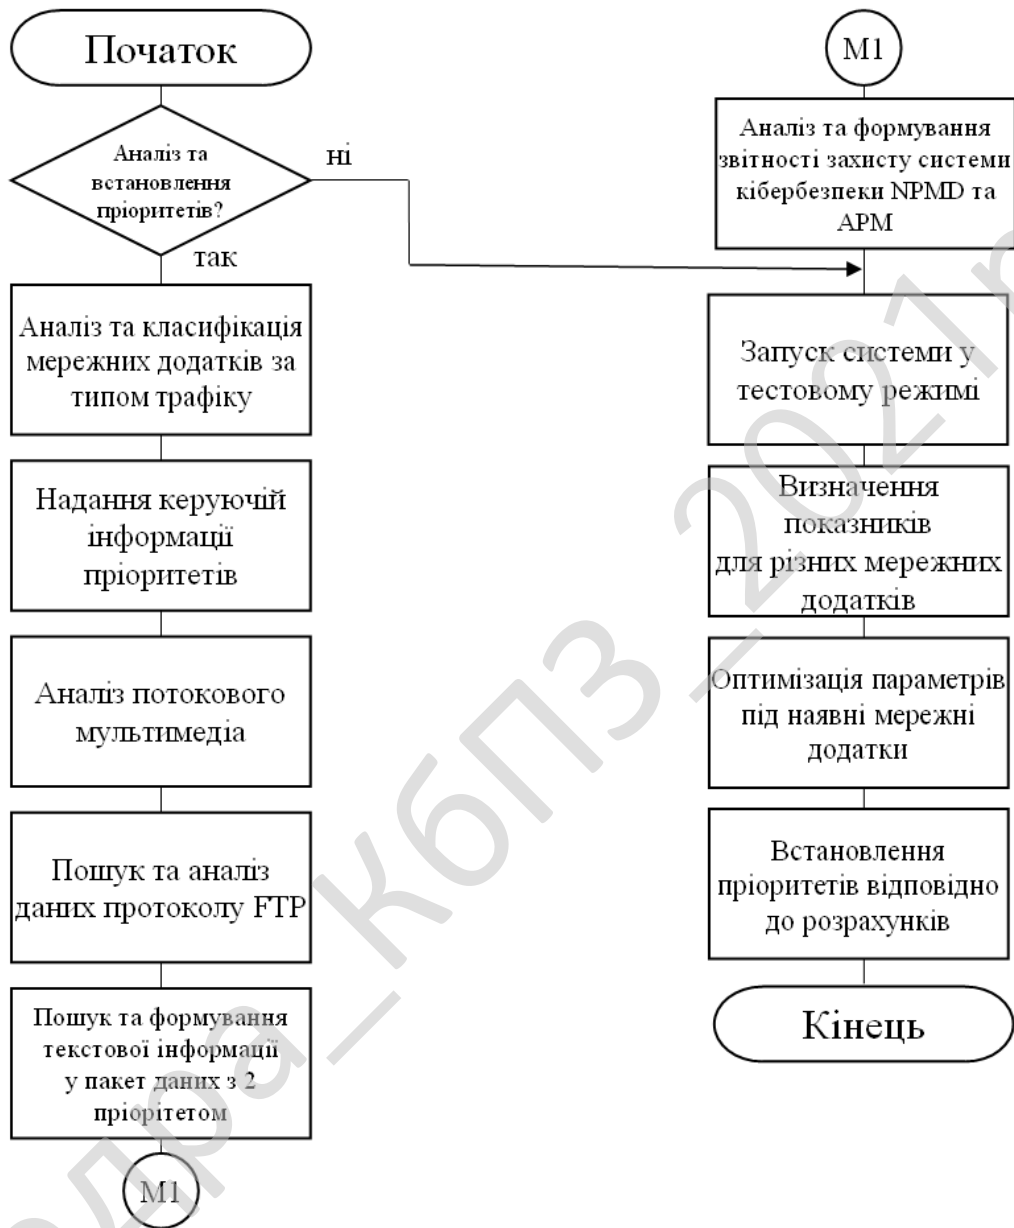 Початок
Аналіз та
встановлення
пріоритетів?
ні
так
Аналіз та класифікація
мережних додатків за
типом трафіку
Надання керуючій
інформації
пріоритетів
Аналіз потокового
мультимедіа
Пошук та аналіз
даних протоколу FTP
Пошук та формування
текстової інформації
у пакет даних з 2
пріорітетом
М1
М1
Аналіз та формування
звітності захисту системи
кібербезпеки NPMD та
APM
Запуск системи у
тестовому режимі
Визначення
показників
для різних мережних
додатків
Оптимізація параметрів
під наявні мережні
додатки
Встановлення
пріоритетів відповідно
до розрахунків
Кінець